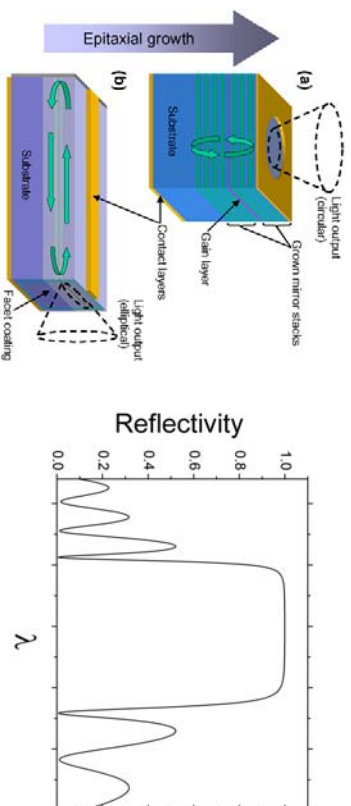 Epitaxial growth
(a)
Light output
(circular)
Grown mirror stacks
Gain layer
Substrate
Contact layers
(b)
Substrate
Light output
(elliptical)
Facet coating
Reflectivity
1.0
0.8
0.6
0.4
0.2
0.0
λ